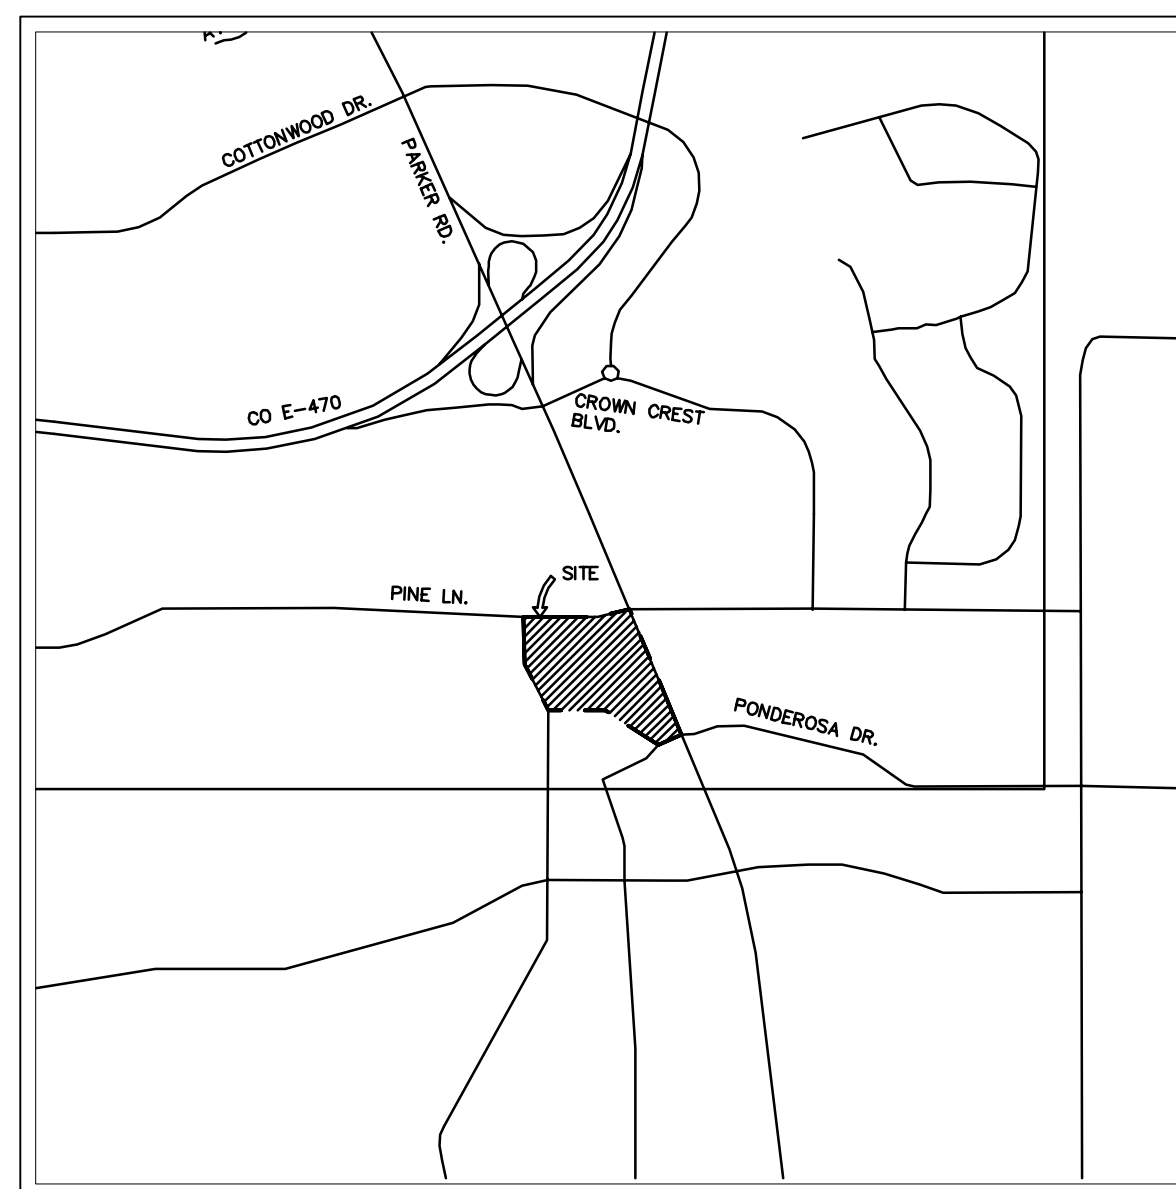 COTTONWOOD DR.
PARKER RD.
CO E-470
CROWN CREST
BLVD.
SITE
PINE LN.
PONDEROSA DR.